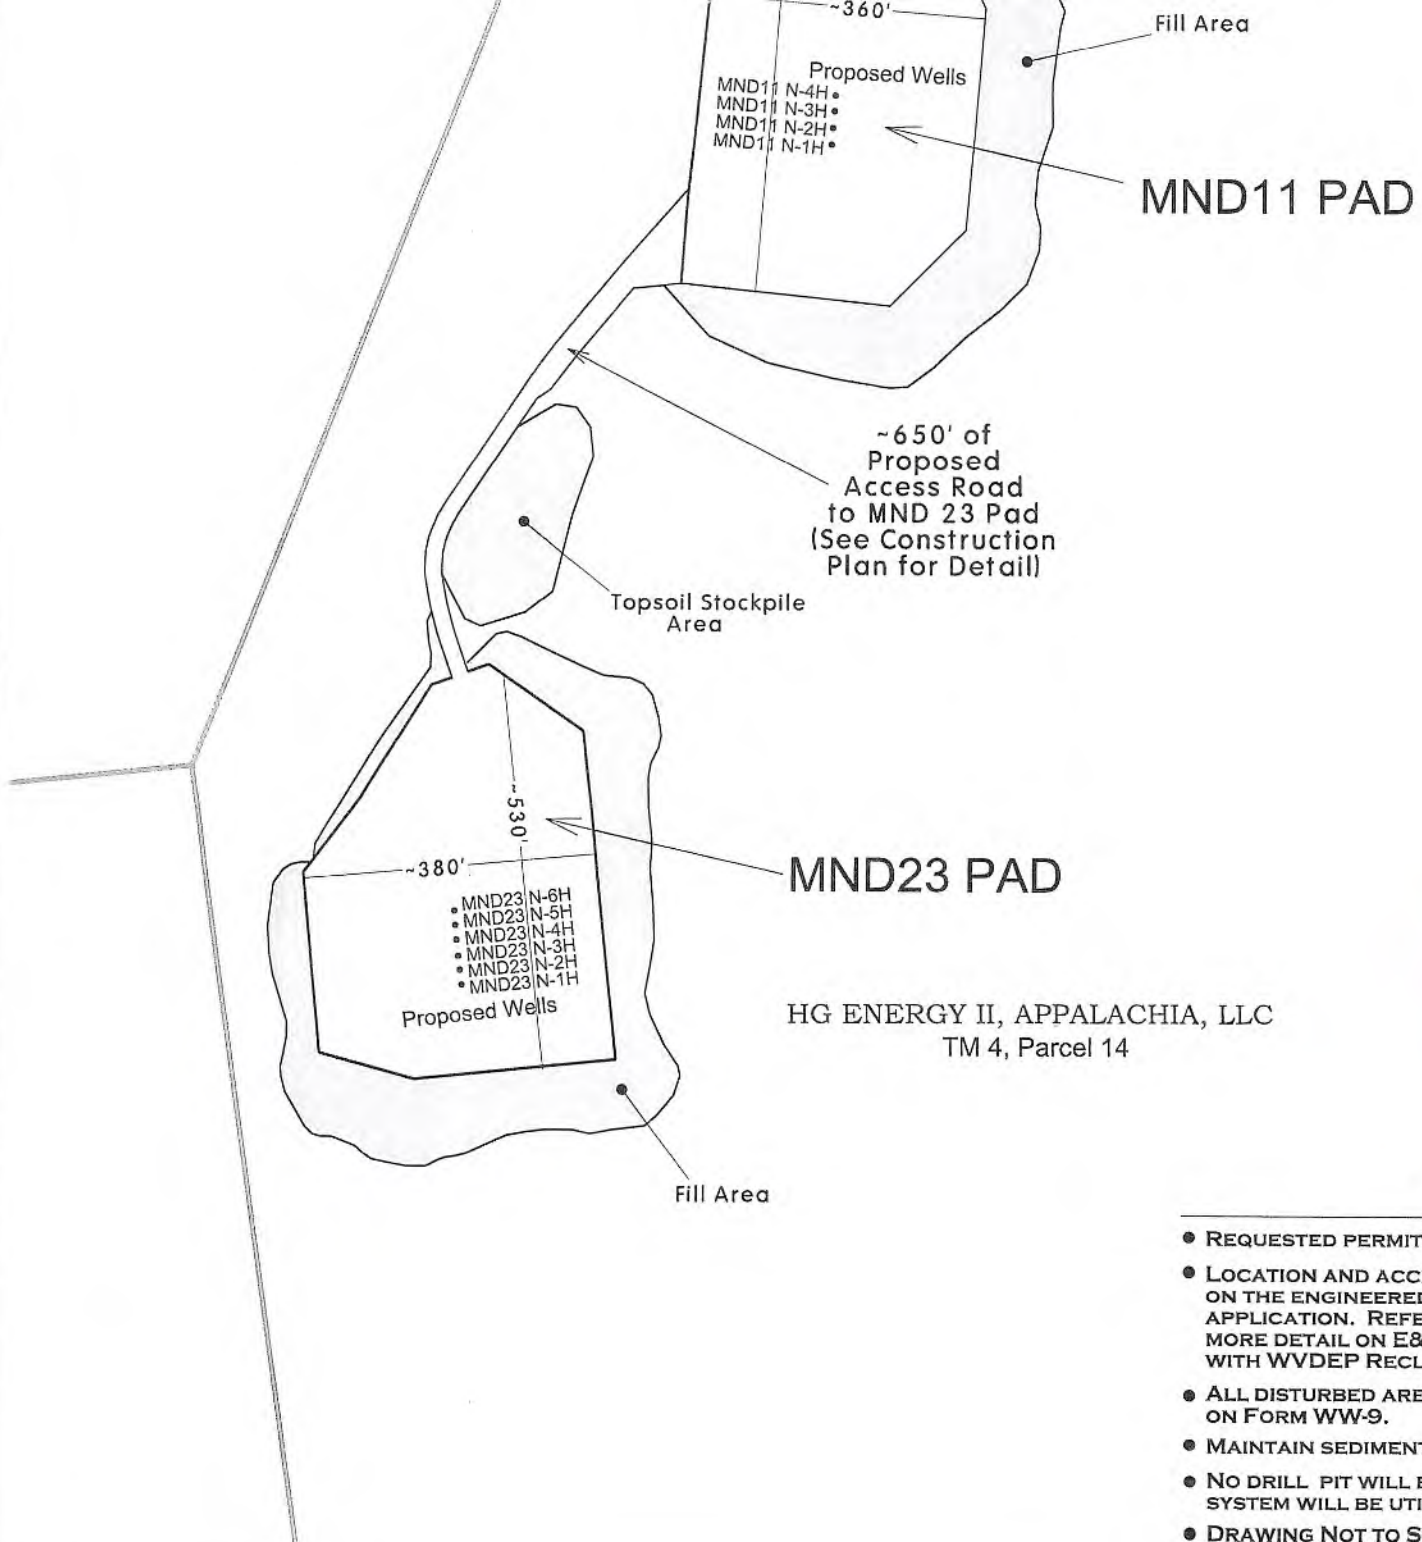 ~360'
Fill Area
Proposed Wells
MND11 N-4H
MND11 N-3H
MND11 N-2H
MND11 N-1H
MND11 PAD
~650' of
Proposed
Access Road
to MND 23 Pad
(See Construction
Plan for Detail)
Topsoil Stockpile
Area
~530'
~380'
MND23 PAD
MND23 N-6H
MND23 N-5H
MND23 N-4H
MND23 N-3H
MND23 N-2H
MND23 N-1H
Proposed Wells
HG ENERGY II, APPALACHIA, LLC
TM 4, Parcel 14
Fill Area
● REQUESTED PERMIT
● LOCATION AND ACC
ON THE ENGINEERED
APPLICATION. REFE
MORE DETAIL ON E&
WITH WVDEP RECL
● ALL DISTURBED ARE
ON FORM WW-9.
● MAINTAIN SEDIMENT
● NO DRILL PIT WILL B
SYSTEM WILL BE UTI
● DRAWING NOT TO S